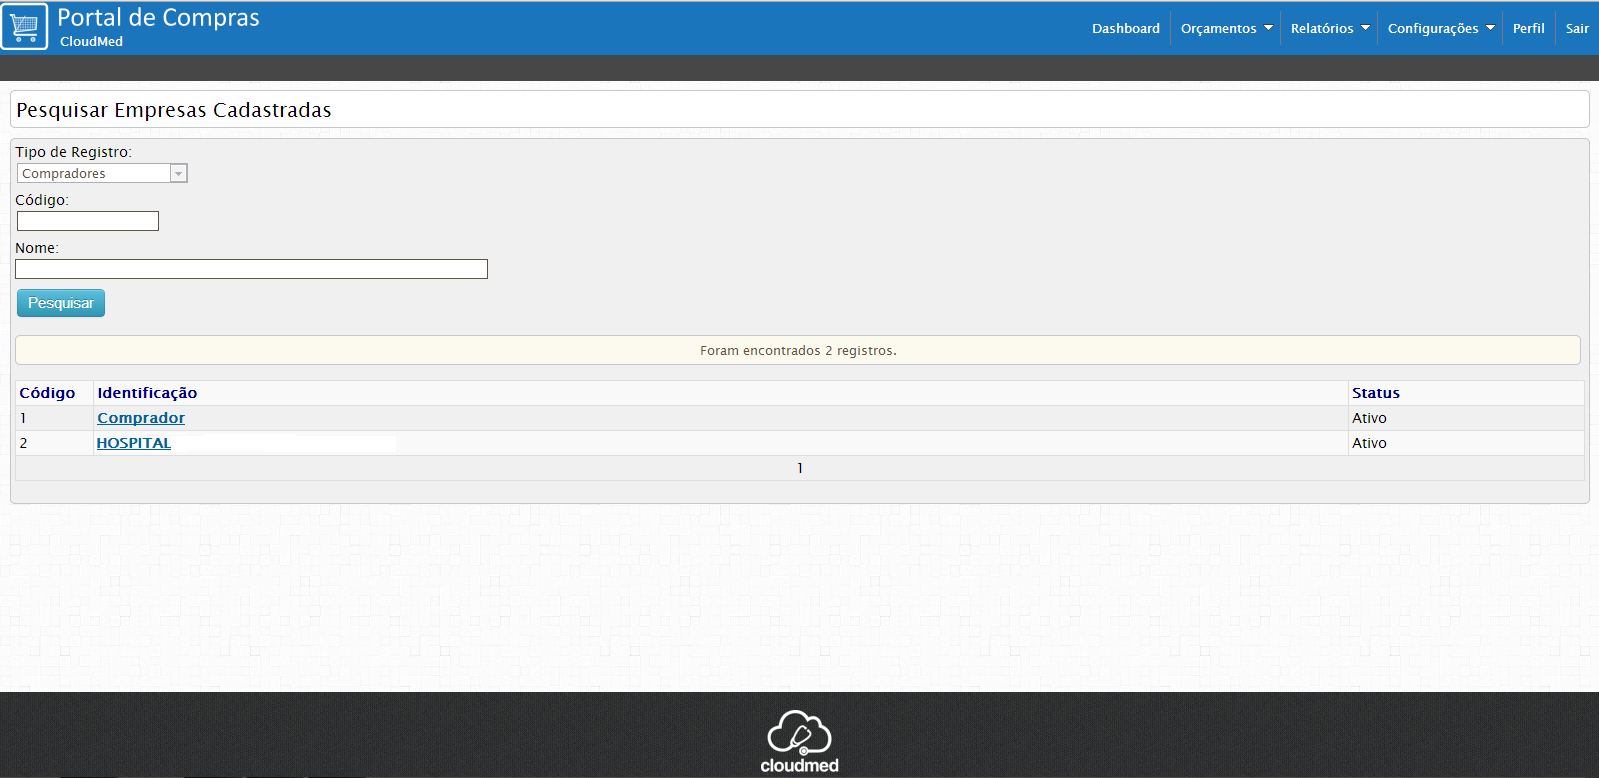 Portal de Compras
CloudMed
Dashboard Orçamentos Relatórios Configurações Perfil Sair
Pesquisar Empresas Cadastradas
Tipo de Registro:
Compradores
Código:
Nome:
Pesquisar
Foram encontrados 2 registros.
Código Identificação Status
1 Comprador Ativo
2 HOSPITAL Ativo
1
cloudmed